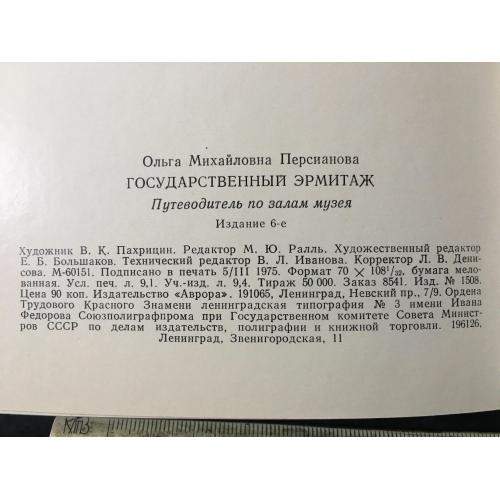 Ольга Михайловна Персианова
ГОСУДАРСТВЕННЫЙ ЭРМИТАЖ
Путеводитель по залам музея
Издание 6-е
Художник В. К. Пахрицин. Редактор М. Ю. Ралль. Художественный редактор
Е. Б. Большаков. Технический редактор В. Л. Иванова. Корректор Л. В. Дени-
сова. М-60151. Подписано в печать 5/III 1975. Формат 70 × 108¹/₃₂, бумага мело-
ванная. Усл. печ. л. 9,1. Уч.-изд. л. 9,4. Тираж 50 000. Заказ 8541. Изд. № 1508.
Цена 90 коп. Издательство «Аврора». 191065, Ленинград, Невский пр., 7/9. Ордена
Трудового Красного Знамени Ленинградская типография № 3 имени Ивана
Федорова Союзполиграфпрома при Государственном комитете Совета Минист-
ров СССР по делам издательств, полиграфии и книжной торговли. 196126,
Ленинград, Звенигородская, 11